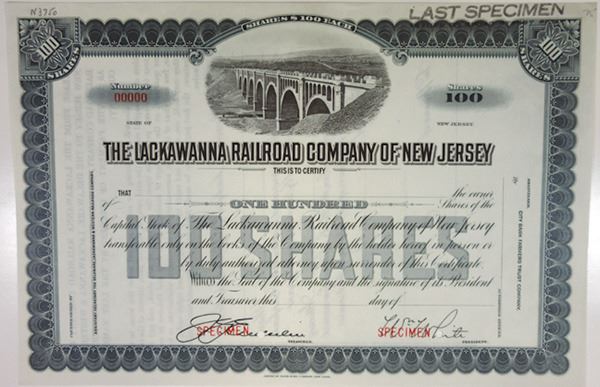 N3750
LAST SPECIMEN
SHARES $100 EACH
100
SHARES
100
SHARES
Number
00000
Shares
100
STATE OF
NEW JERSEY
THE LACKAWANNA RAILROAD COMPANY OF NEW JERSEY
THIS IS TO CERTIFY
THAT
the owner
of
ONE HUNDRED
Shares of the
100 SHARES
Capital Stock of The Lackawanna Railroad Company of New Jersey
transferable only on the books of the Company by the holder hereof in person or
by duly authorized attorney upon surrender of this Certificate.
Witness the Seal of the Company and the signature of its President
and Treasurer this
day of
SPECIMEN
SPECIMEN
TREASURER
PRESIDENT
CITY BANK FARMERS TRUST COMPANY,